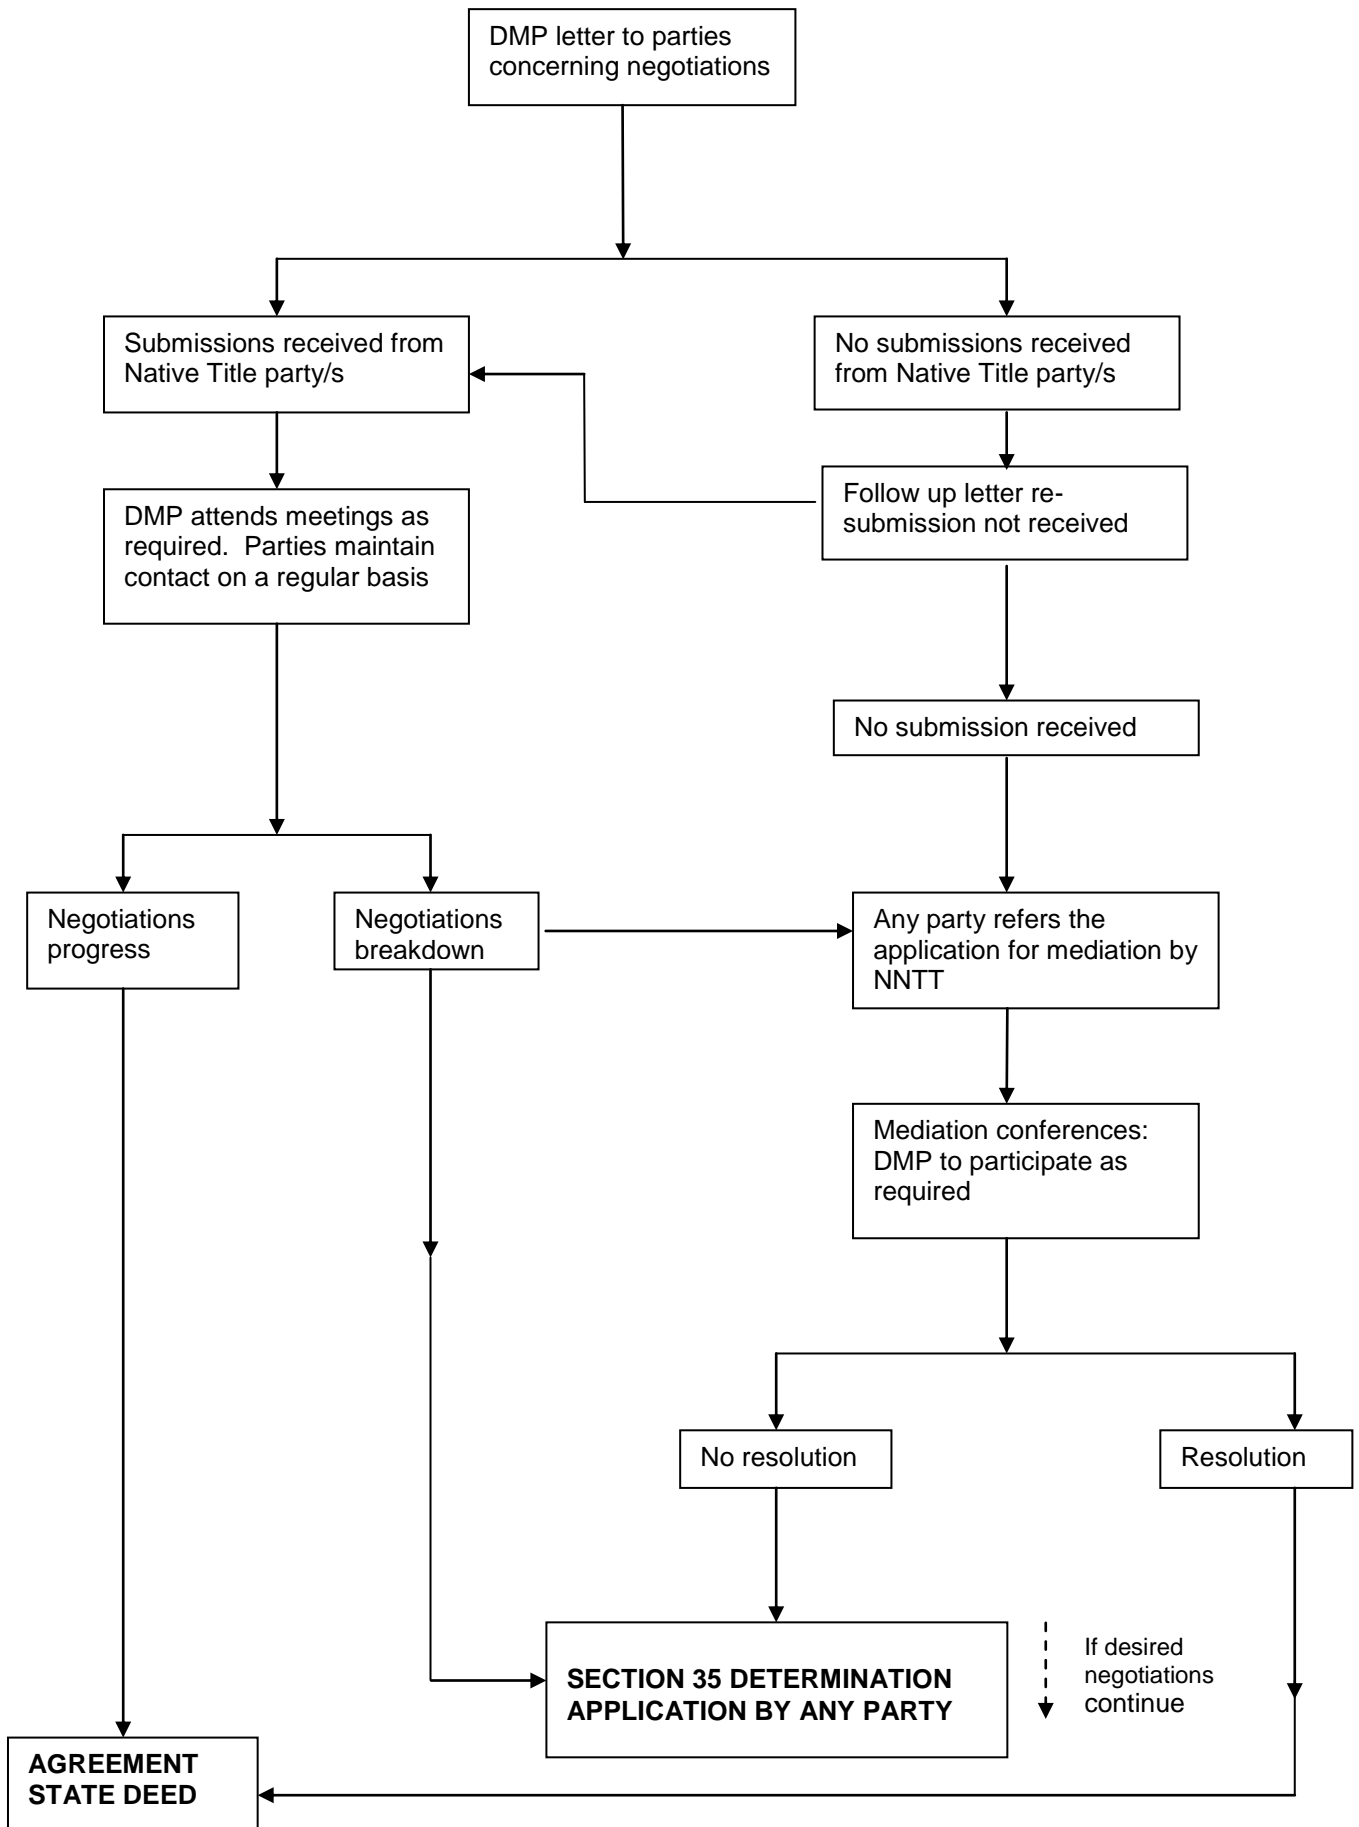 DMP letter to parties
concerning negotiations
Submissions received from
Native Title party/s
No submissions received
from Native Title party/s
DMP attends meetings as
required.  Parties maintain
contact on a regular basis
Follow up letter re-
submission not received
No submission received
Negotiations
progress
Negotiations
breakdown
Any party refers the
application for mediation by
NNTT
Mediation conferences:
DMP to participate as
required
No resolution
Resolution
SECTION 35 DETERMINATION
APPLICATION BY ANY PARTY
If desired
negotiations
continue
AGREEMENT
STATE DEED